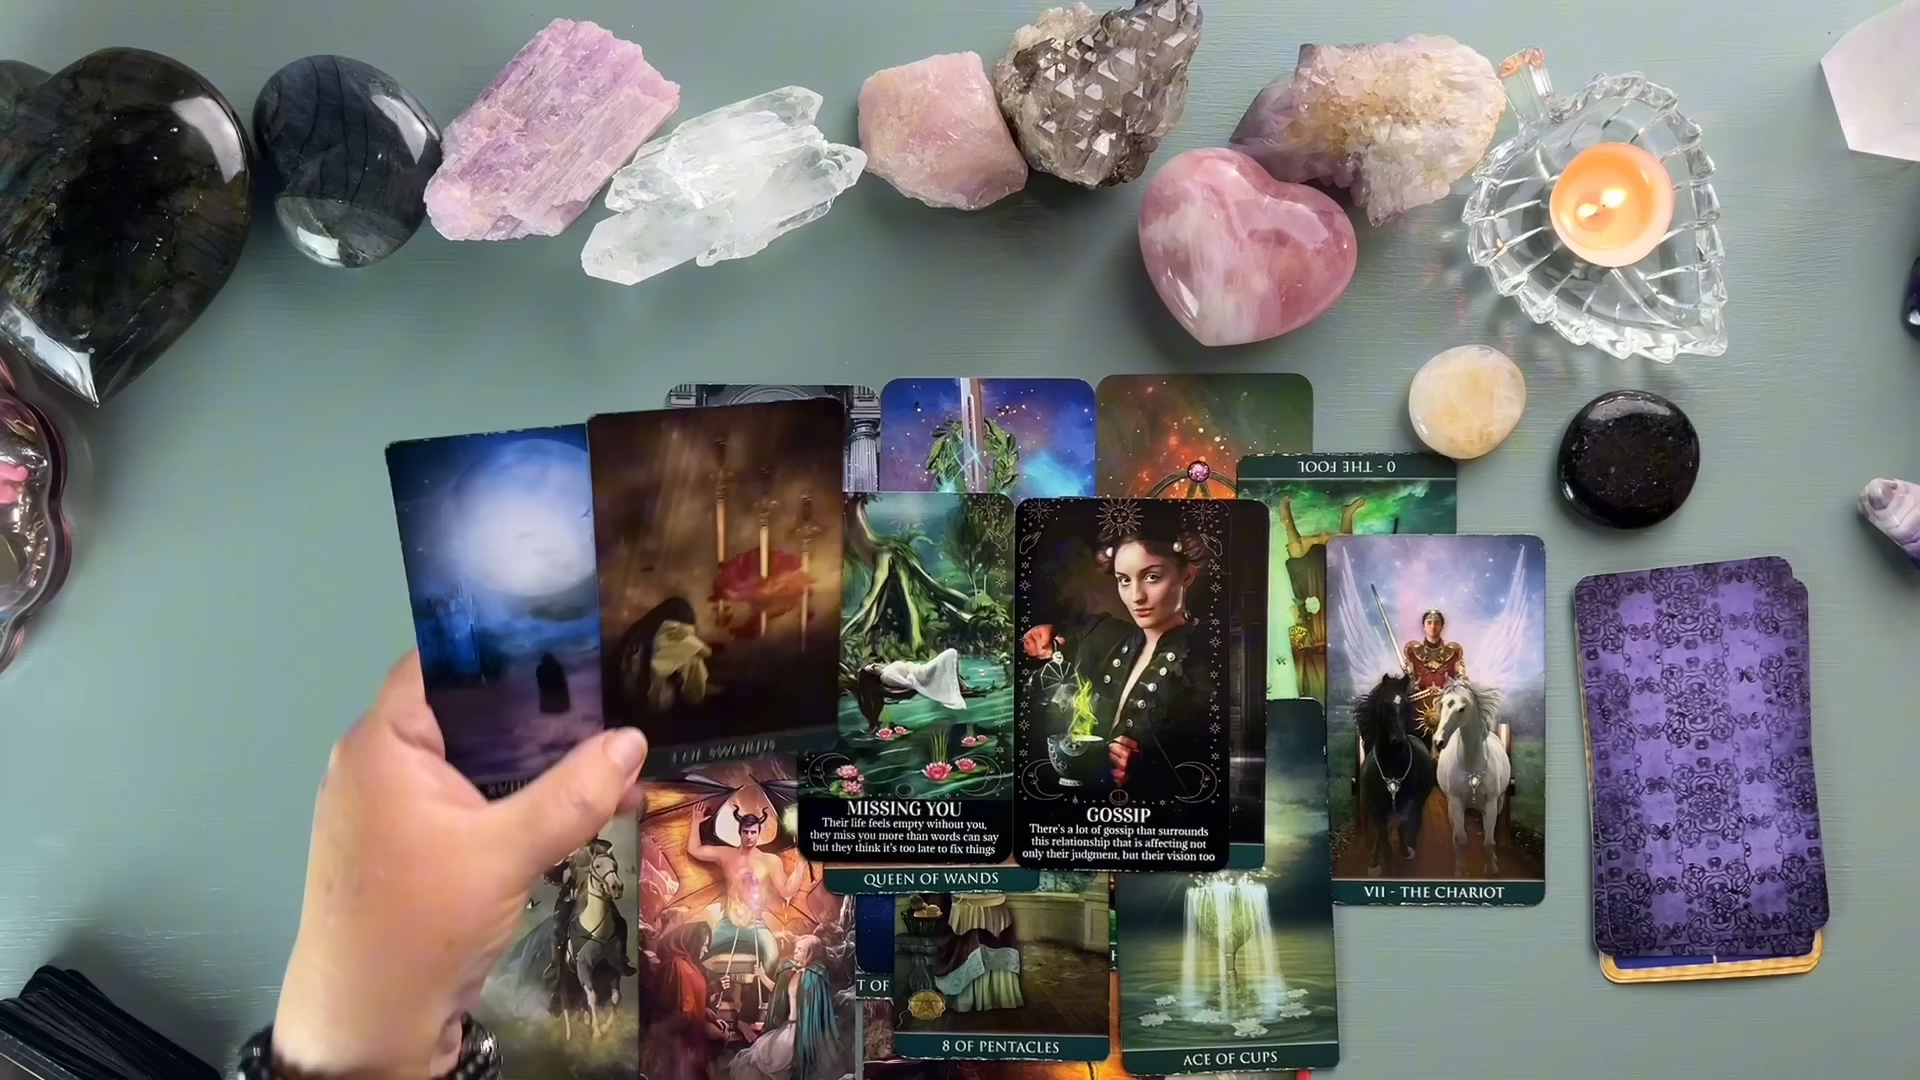 0 - THE FOOL
MISSING YOU
Their life feels empty without you,
they miss you more than words can say
but they think it's too late to fix things
GOSSIP
There's a lot of gossip that surrounds
this relationship that is affecting not
only their judgment, but their vision too
QUEEN OF WANDS
VII - THE CHARIOT
T OF
8 OF PENTACLES
ACE OF CUPS